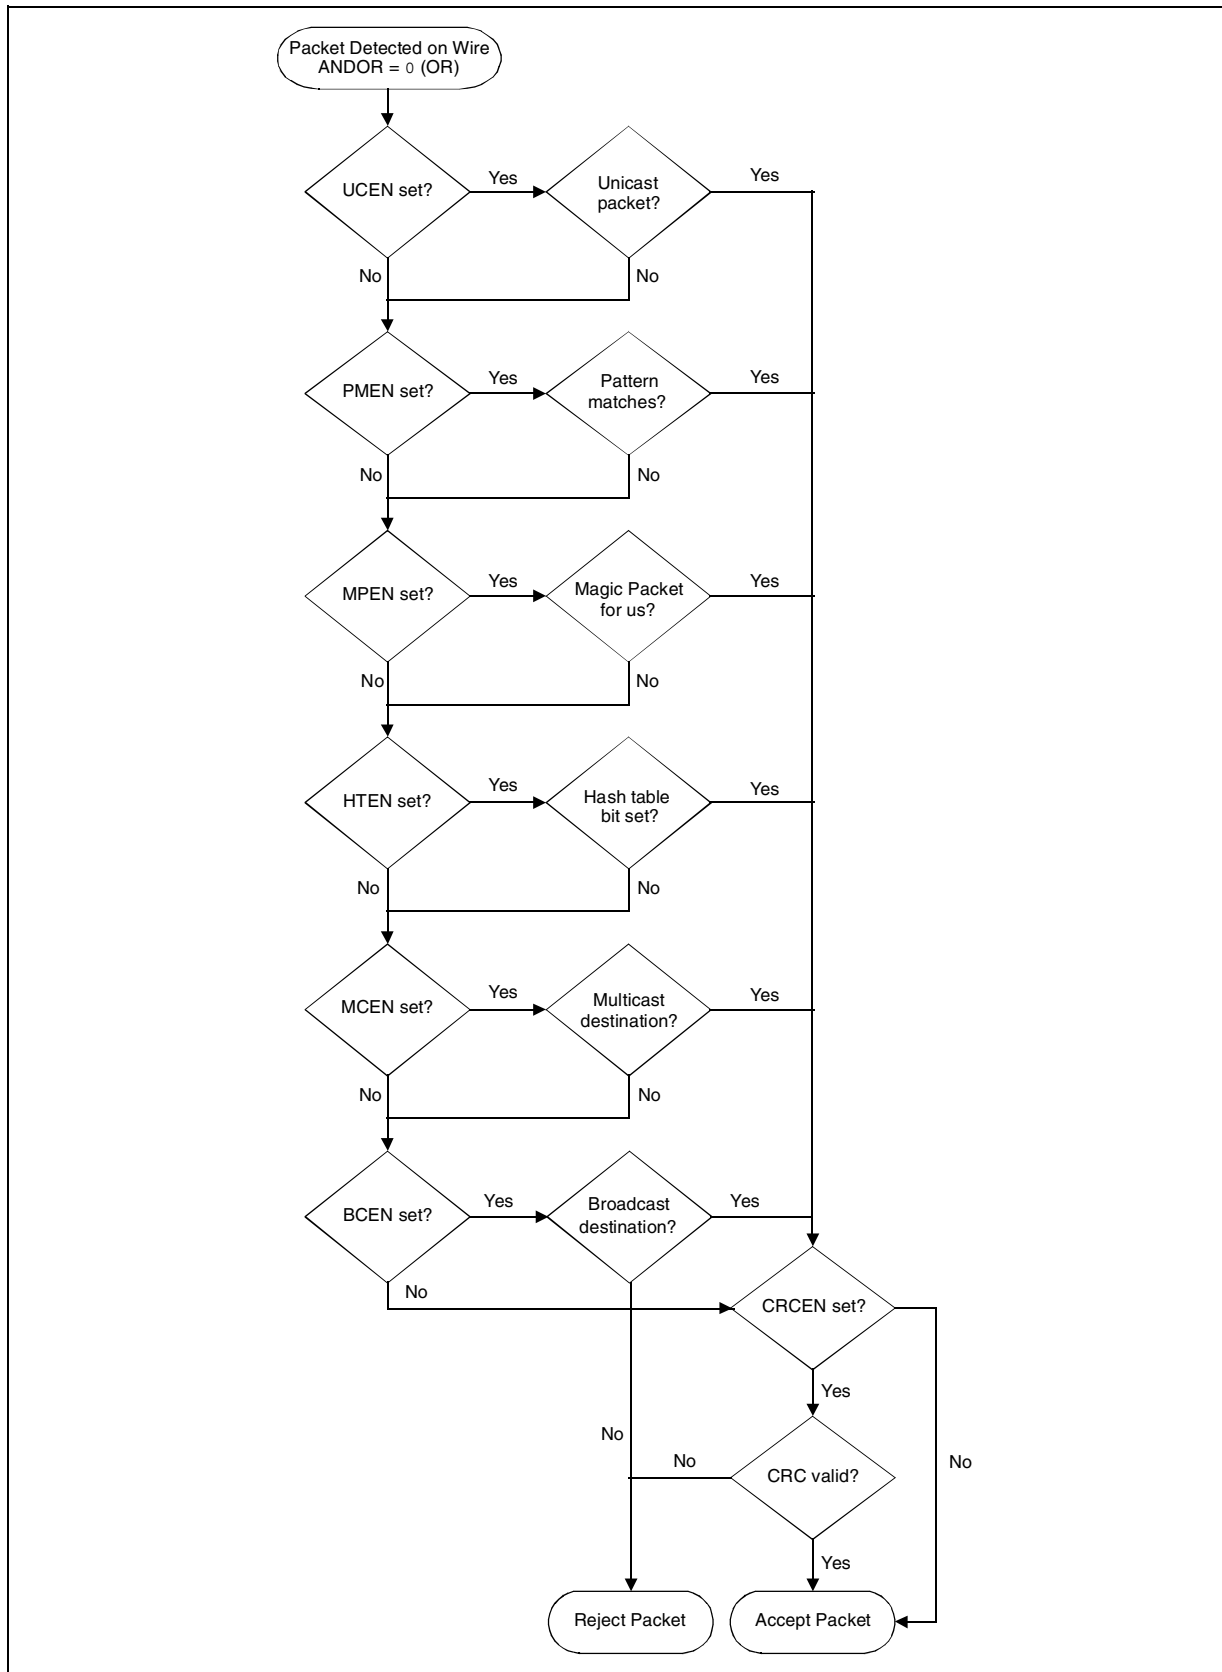 Packet Detected on Wire
ANDOR = 0 (OR)
UCEN set?
Yes
Unicast
packet?
Yes
No
No
PMEN set?
Yes
Pattern
matches?
Yes
No
No
MPEN set?
Yes
Magic Packet
for us?
Yes
No
No
HTEN set?
Yes
Hash table
bit set?
Yes
No
No
MCEN set?
Yes
Multicast
destination?
Yes
No
No
BCEN set?
Yes
Broadcast
destination?
Yes
No
CRCEN set?
Yes
No
No
CRC valid?
No
Yes
Reject Packet
Accept Packet